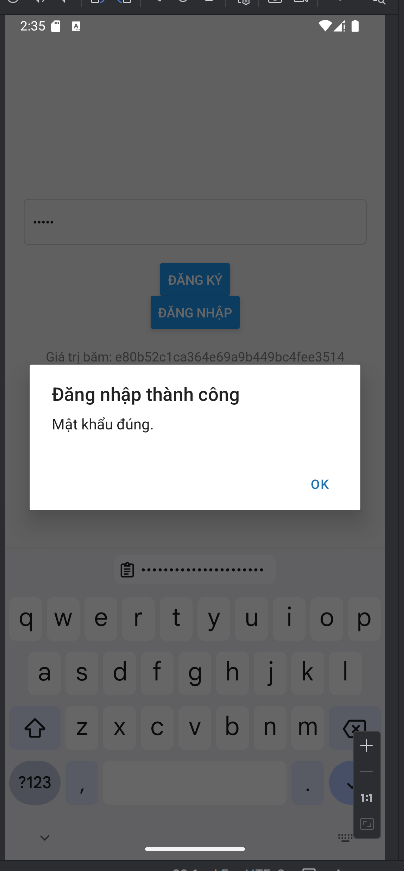 2:35
•••••
ĐĂNG KÝ
ĐĂNG NHẬP
Giá trị băm: e80b52c1ca364e69a9b449bc4fee3514
Đăng nhập thành công
Mật khẩu đúng.
OK
••••••••••••••••••••••
q w e r t y u i o p
a s d f g h j k l
z x c v b n m
?123 , .
1:1